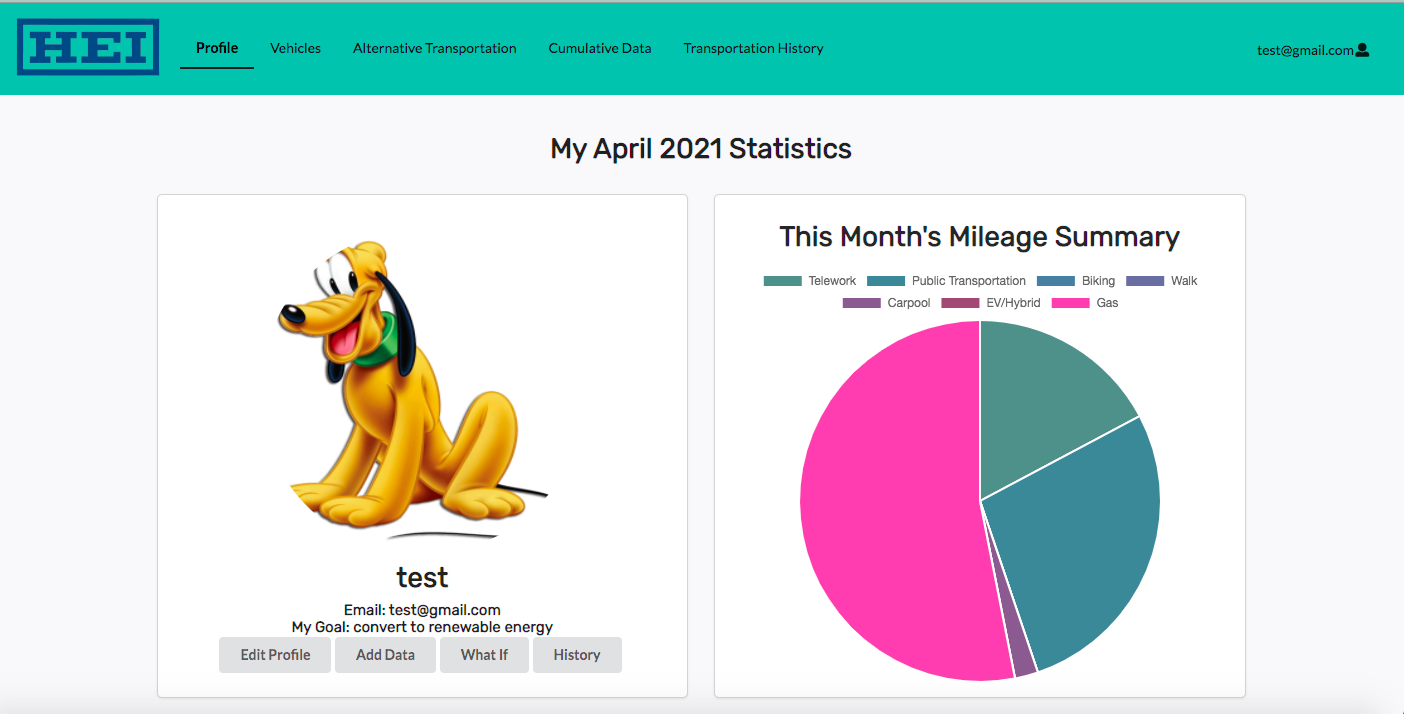 HEI
Profile Vehicles Alternative Transportation Cumulative Data Transportation History test@gmail.com
My April 2021 Statistics
test
Email: test@gmail.com
My Goal: convert to renewable energy
Edit Profile Add Data What If History
This Month's Mileage Summary
Telework Public Transportation Biking Walk
Carpool EV/Hybrid Gas